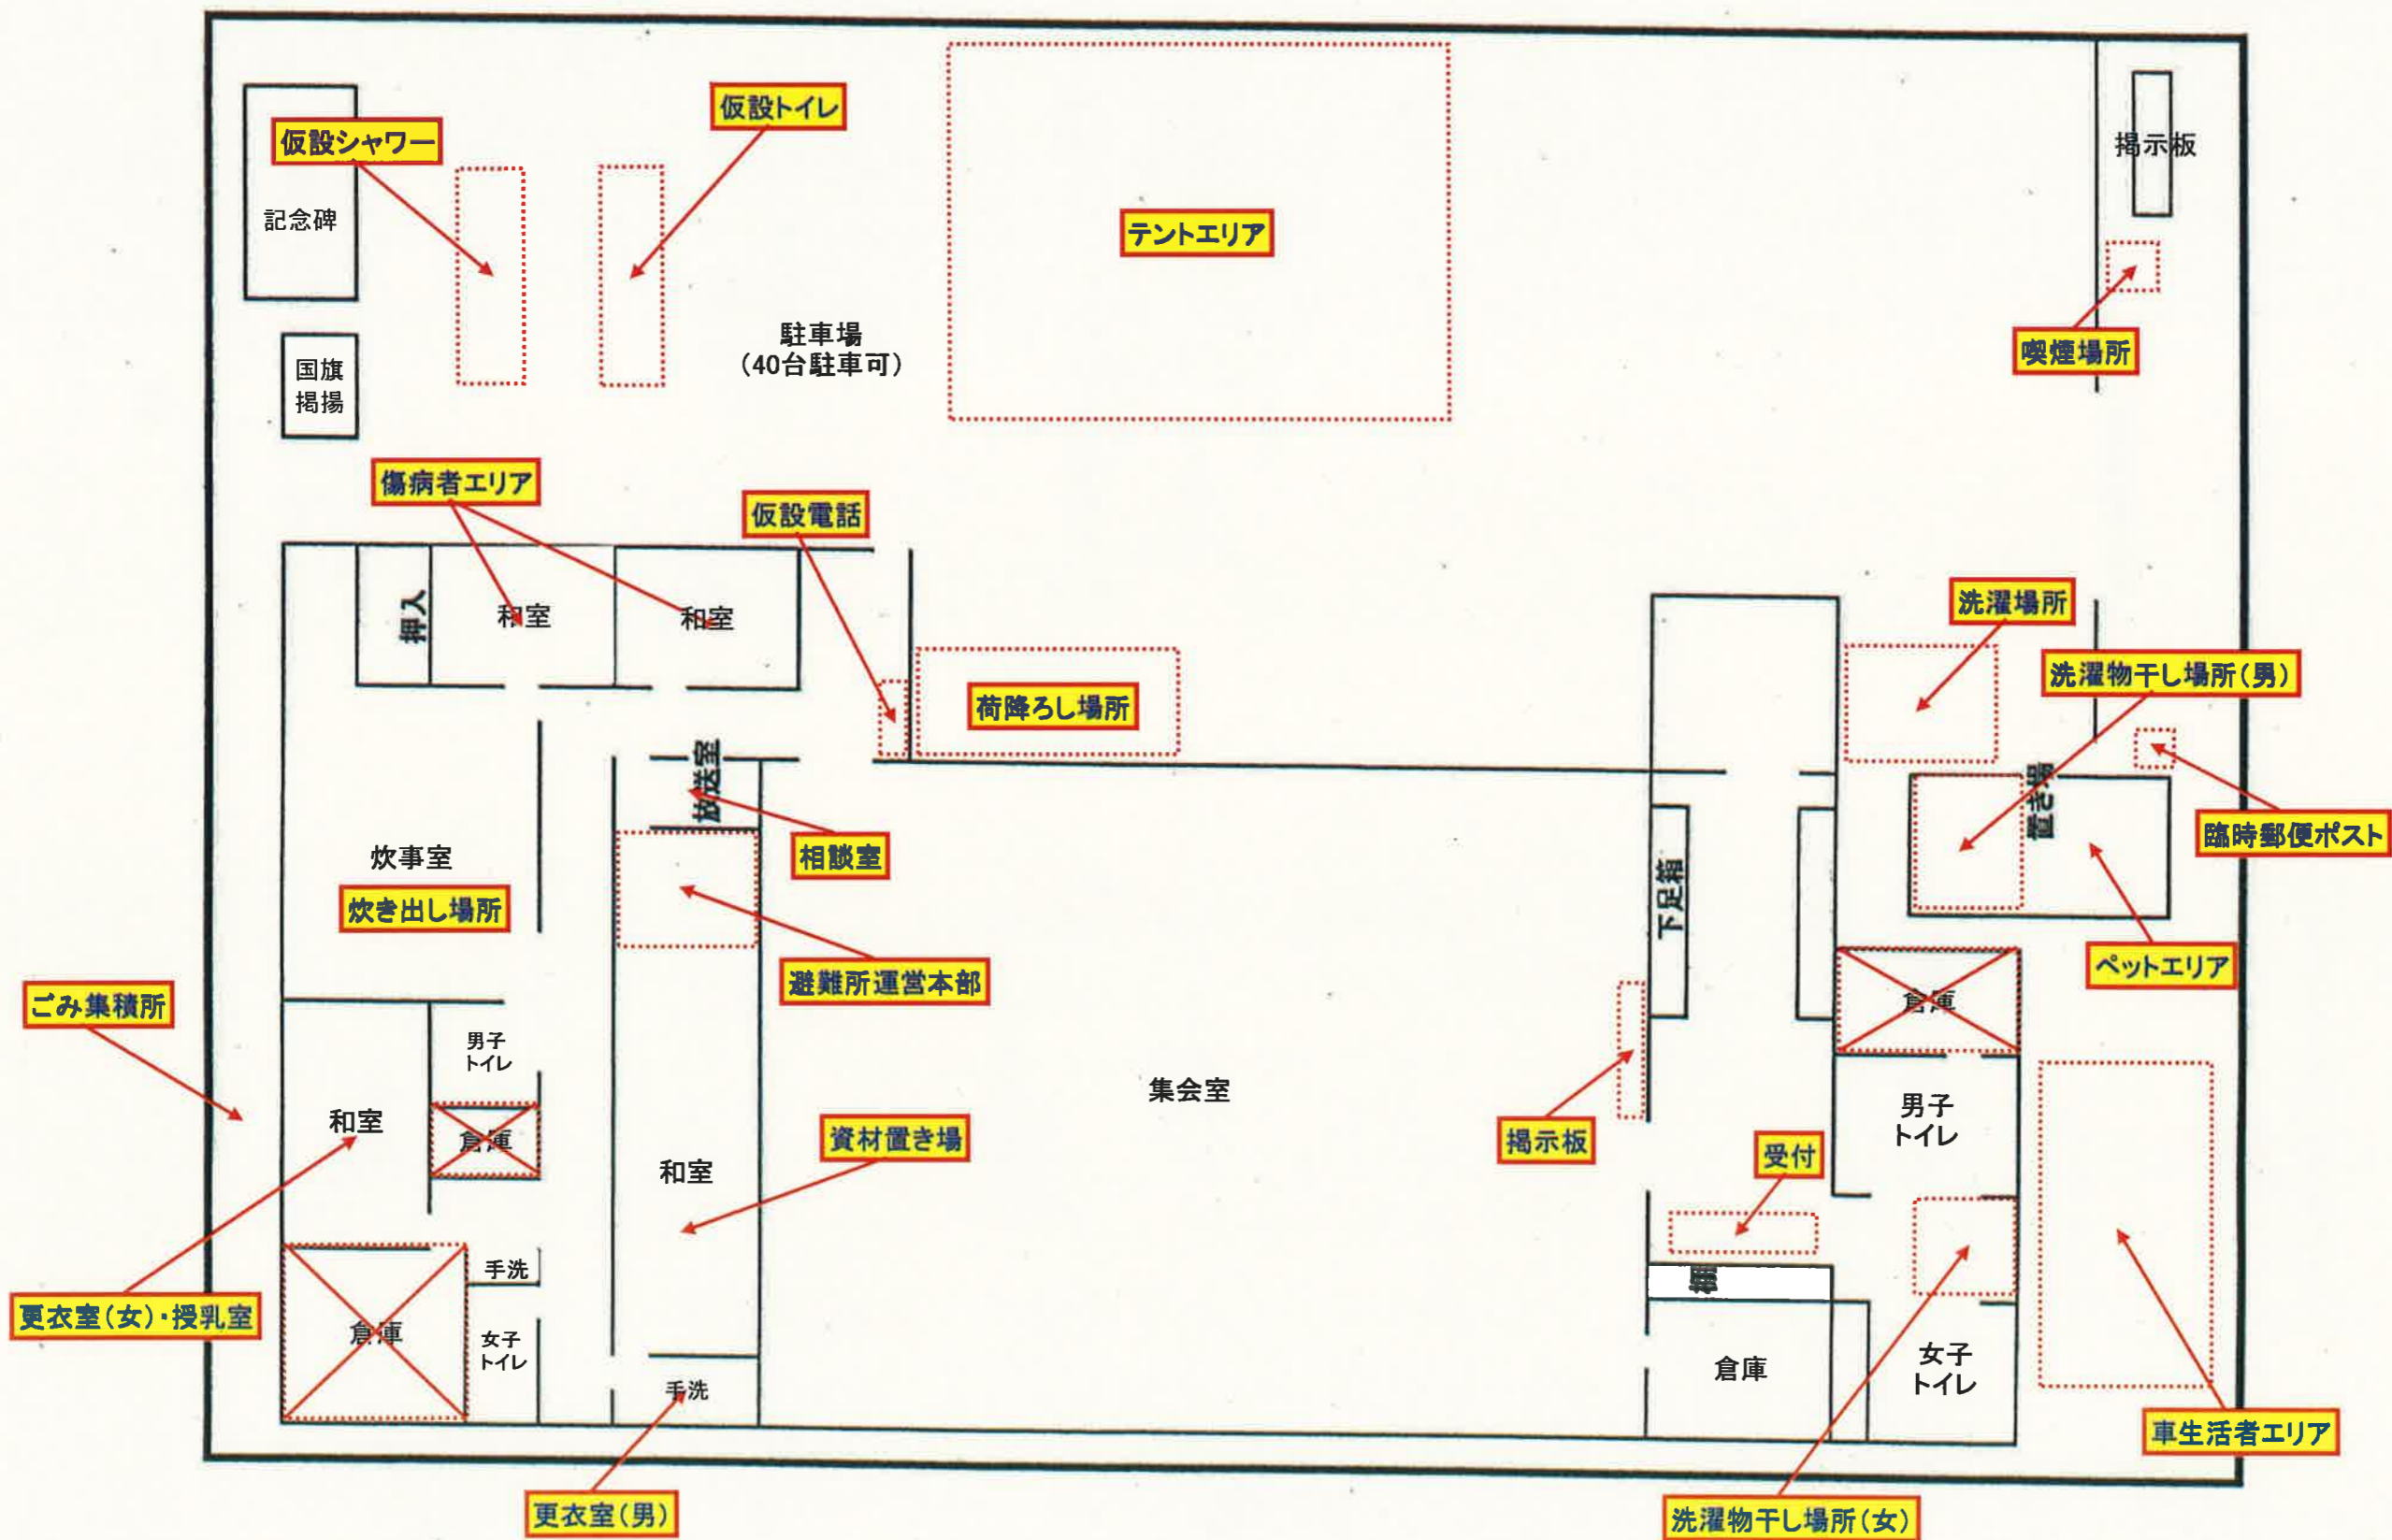 仮設トイレ
仮設シャワー
掲示板
記念碑
テントエリア
駐車場
(40台駐車可)
喫煙場所
国旗
掲揚
傷病者エリア
仮設電話
押入
和室
和室
洗濯場所
洗濯物干し場所(男)
荷降ろし場所
放送室
置き場
臨時郵便ポスト
相談室
炊事室
炊き出し場所
下足箱
避難所運営本部
ペットエリア
ごみ集積所
倉庫
男子
トイレ
集会室
和室
倉庫
資材置き場
掲示板
受付
男子
トイレ
和室
手洗
棚
更衣室(女)・授乳室
倉庫
女子
トイレ
手洗
倉庫
女子
トイレ
車生活者エリア
更衣室(男)
洗濯物干し場所(女)